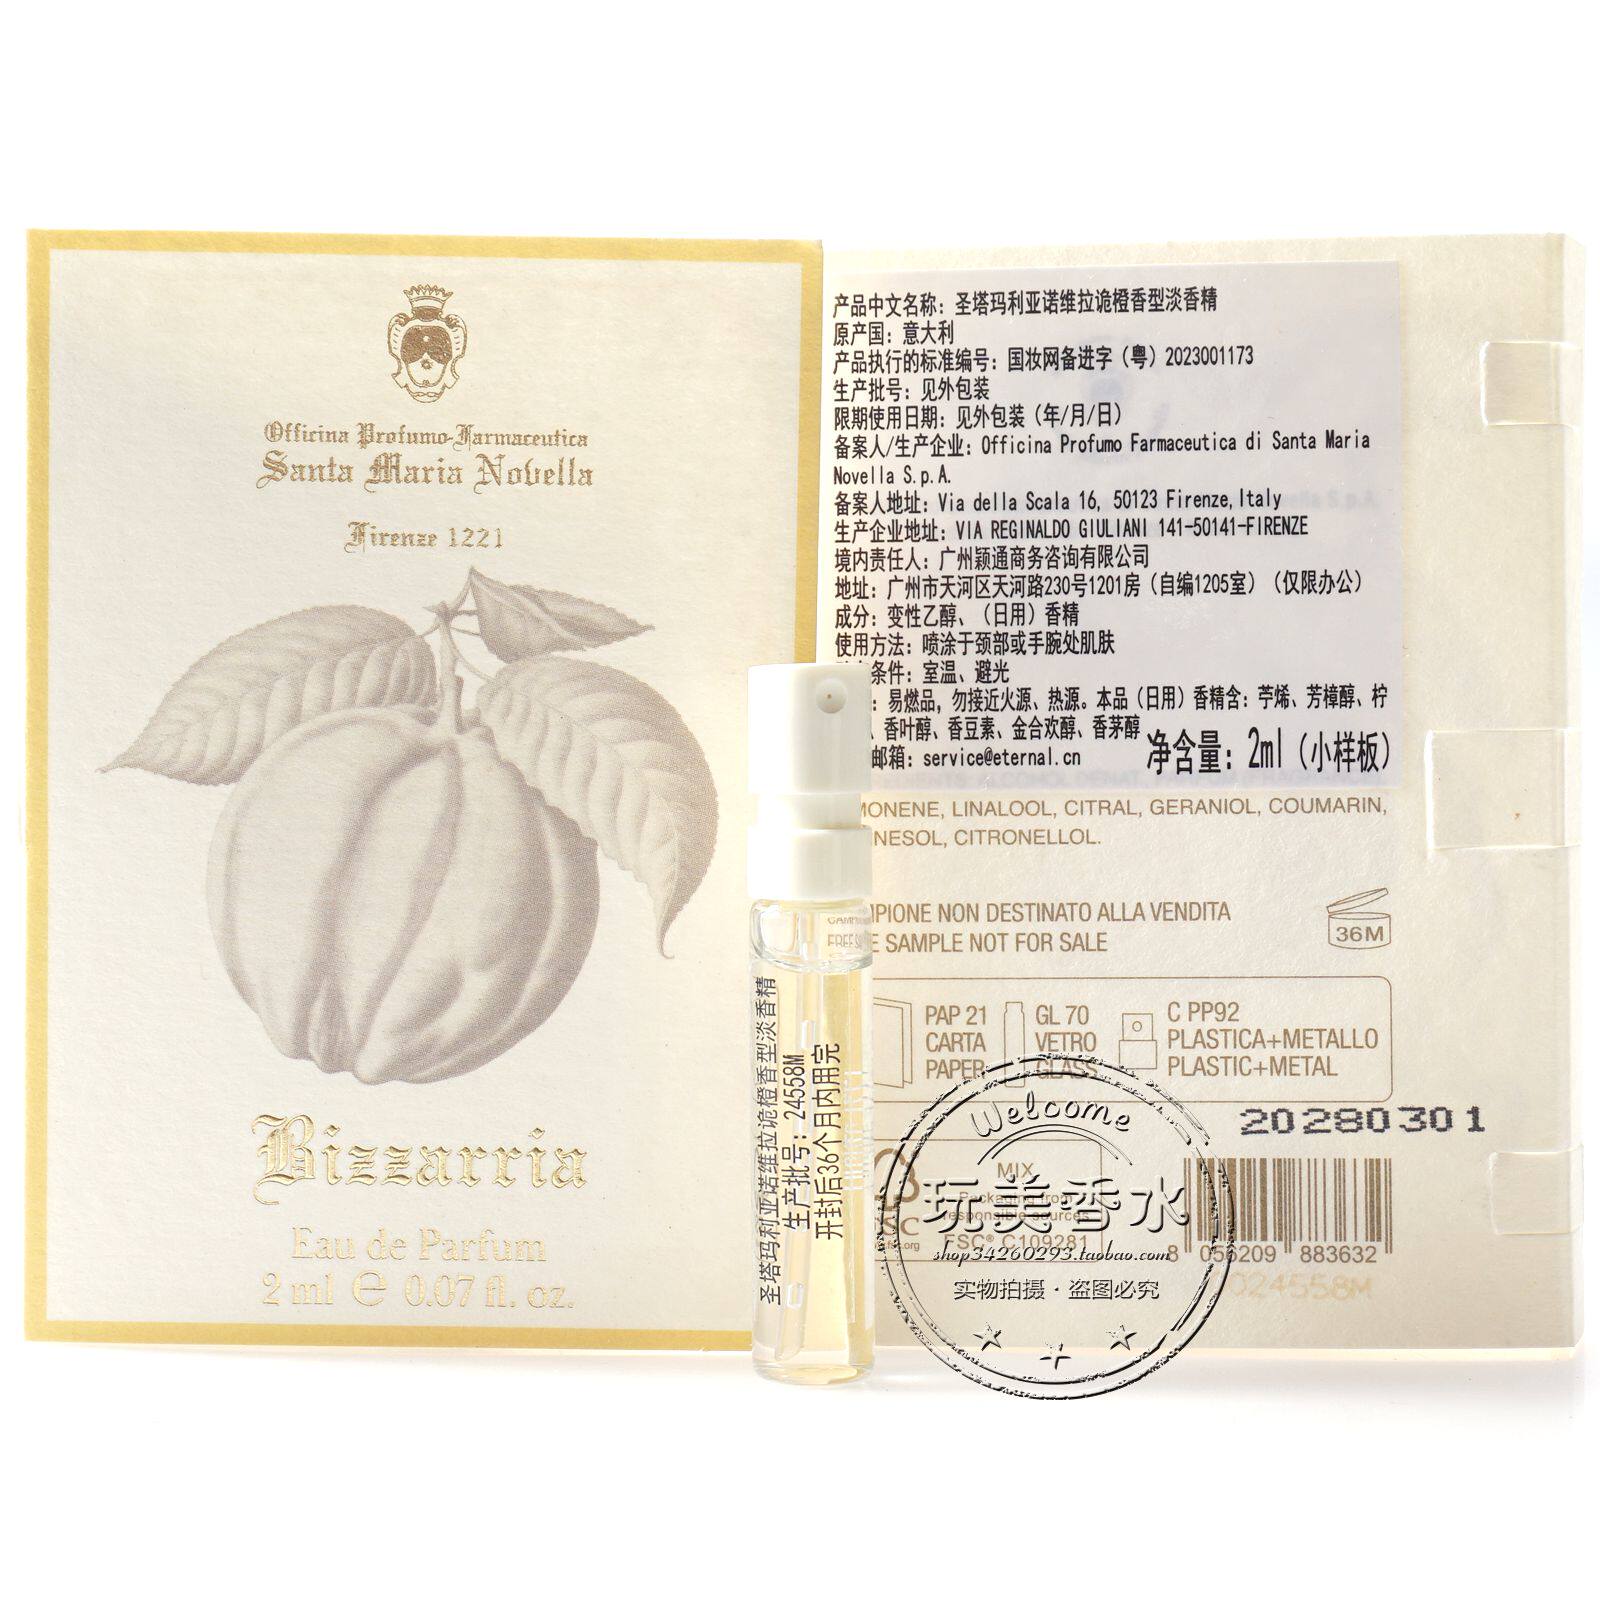 Officina Profumo-Farmaceutica
Santa Maria Novella
Firenze 1221
Bizzarria
Eau de Parfum
2 ml ℮ 0.07 fl. oz.
产品中文名称：圣塔玛利亚诺维拉诡橙香型淡香精
原产国：意大利
产品执行的标准编号：国妆网备进字（粤）2023001173
生产批号：见外包装
限期使用日期：见外包装（年/月/日）
备案人/生产企业：Officina Profumo Farmaceutica di Santa Maria
Novella S.p.A.
备案人地址：Via della Scala 16, 50123 Firenze,Italy
生产企业地址：VIA REGINALDO GIULIANI 141-50141-FIRENZE
境内责任人：广州颖通商务咨询有限公司
地址：广州市天河区天河路230号1201房（自编1205室）（仅限办公）
成分：变性乙醇、（日用）香精
使用方法：喷涂于颈部或手腕处肌肤
条件：室温、避光
：易燃品，勿接近火源、热源。本品（日用）香精含：苧烯、芳樟醇、柠
、香叶醇、香豆素、金合欢醇、香茅醇
邮箱：service@eternal.cn
净含量：2ml（小样板）
MONENE, LINALOOL, CITRAL, GERANIOL, COUMARIN,
NESOL, CITRONELLOL.
PIONE NON DESTINATO ALLA VENDITA
E SAMPLE NOT FOR SALE
36M
PAP 21
CARTA
PAPER
GL 70
VETRO
GLASS
C PP92
PLASTICA+METALLO
PLASTIC+METAL
20280301
MIX
Packaging from
responsible sources
FSC® C109281
8 056209 883632
024558M
圣塔玛利亚诺维拉诡橙香型淡香精
生产批号：24558M
开封后36个月内用完
Welcome
玩美香水
shop34260293.taobao.com
实物拍摄·盗图必究